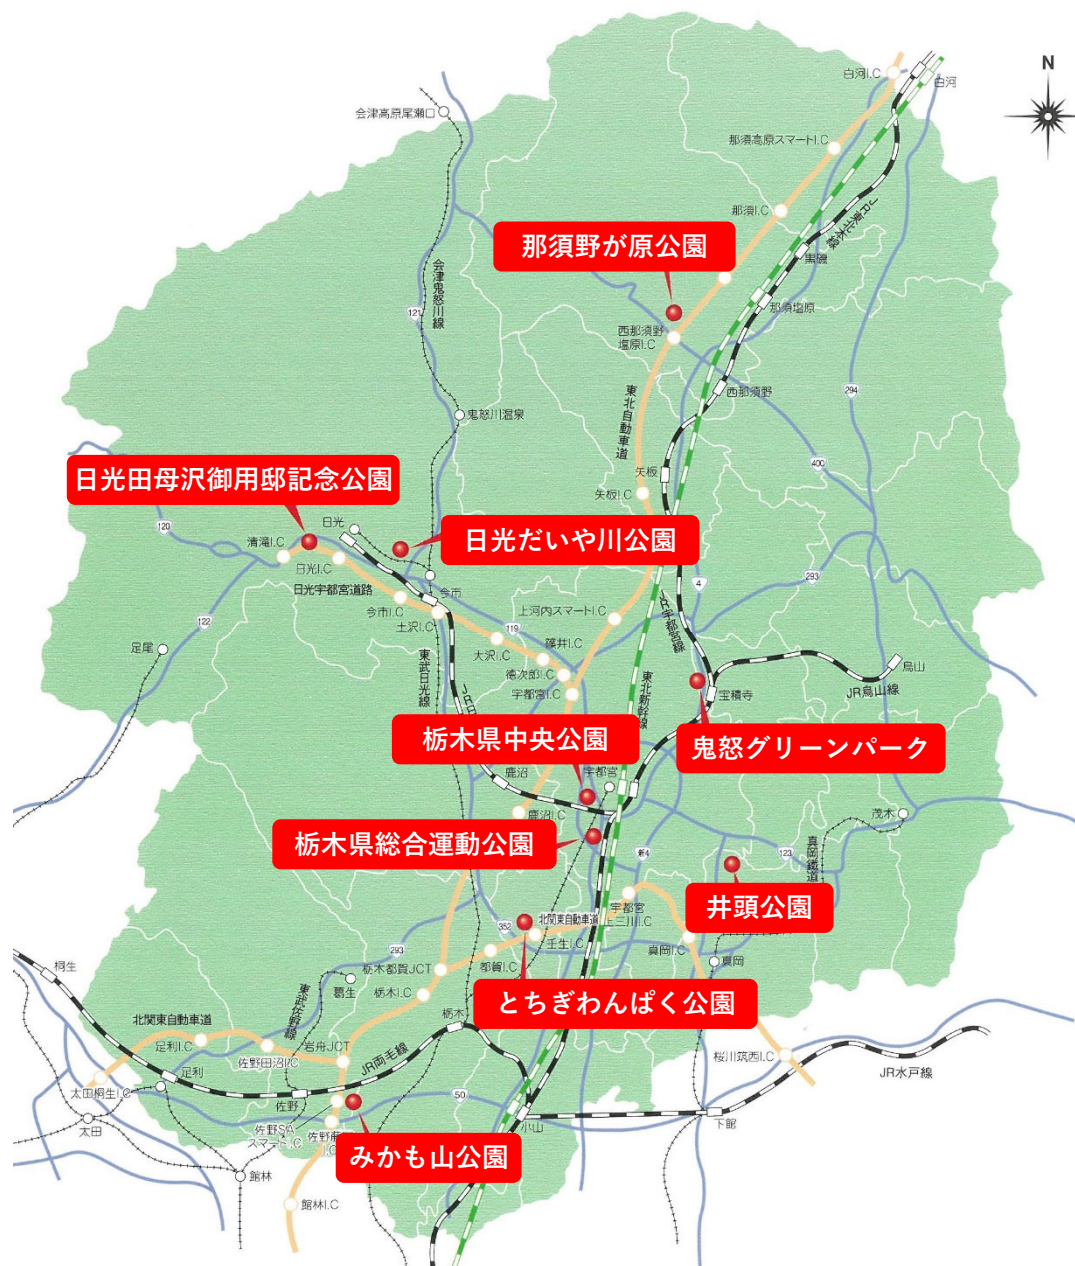 N
白河I.C
白河
会津高原尾瀬口
那須高原スマートI.C
那須I.C
JR東北本線
那須野が原公園
黒磯
会津鬼怒川線
那須塩原
121
西那須野
塩原I.C
西那須野
294
東北自動車道
鬼怒川温泉
400
矢板
矢板I.C
日光田母沢御用邸記念公園
120
日光
日光だいや川公園
清滝I.C
日光I.C
日光宇都宮道路
今市
今市I.C
土沢I.C
4
293
上河内スマートI.C
JR宇都宮線
122
119
足尾
大沢I.C
篠井I.C
徳次郎I.C
宇都宮I.C
東武日光線
東北新幹線
宝積寺
烏山
JR烏山線
栃木県中央公園
鬼怒グリーンパーク
鹿沼
宇都宮
鹿沼I.C
茂木
栃木県総合運動公園
新4
123
真岡鐵道
井頭公園
宇都宮
上三川I.C
352
北関東自動車道
壬生I.C
293
都賀I.C
真岡I.C
真岡
栃木都賀JCT
桐生
葛生
栃木I.C
とちぎわんぱく公園
東武佐野線
栃木
北関東自動車道
足利I.C
佐野田沼I.C
岩舟JCT
JR両毛線
桜川筑西I.C
JR水戸線
足利
太田桐生I.C
佐野
50
太田
佐野SA
スマートI.C
小山
下館
みかも山公園
館林
館林I.C